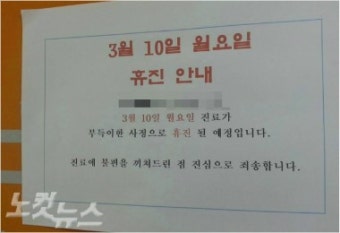 3월 10일 월요일
휴진 안내
3월 10일 월요일 진료가
부득이한 사정으로 휴진 될 예정입니다.
진료에 불편을 끼쳐드린 점 진심으로 죄송합니다.
노컷뉴스